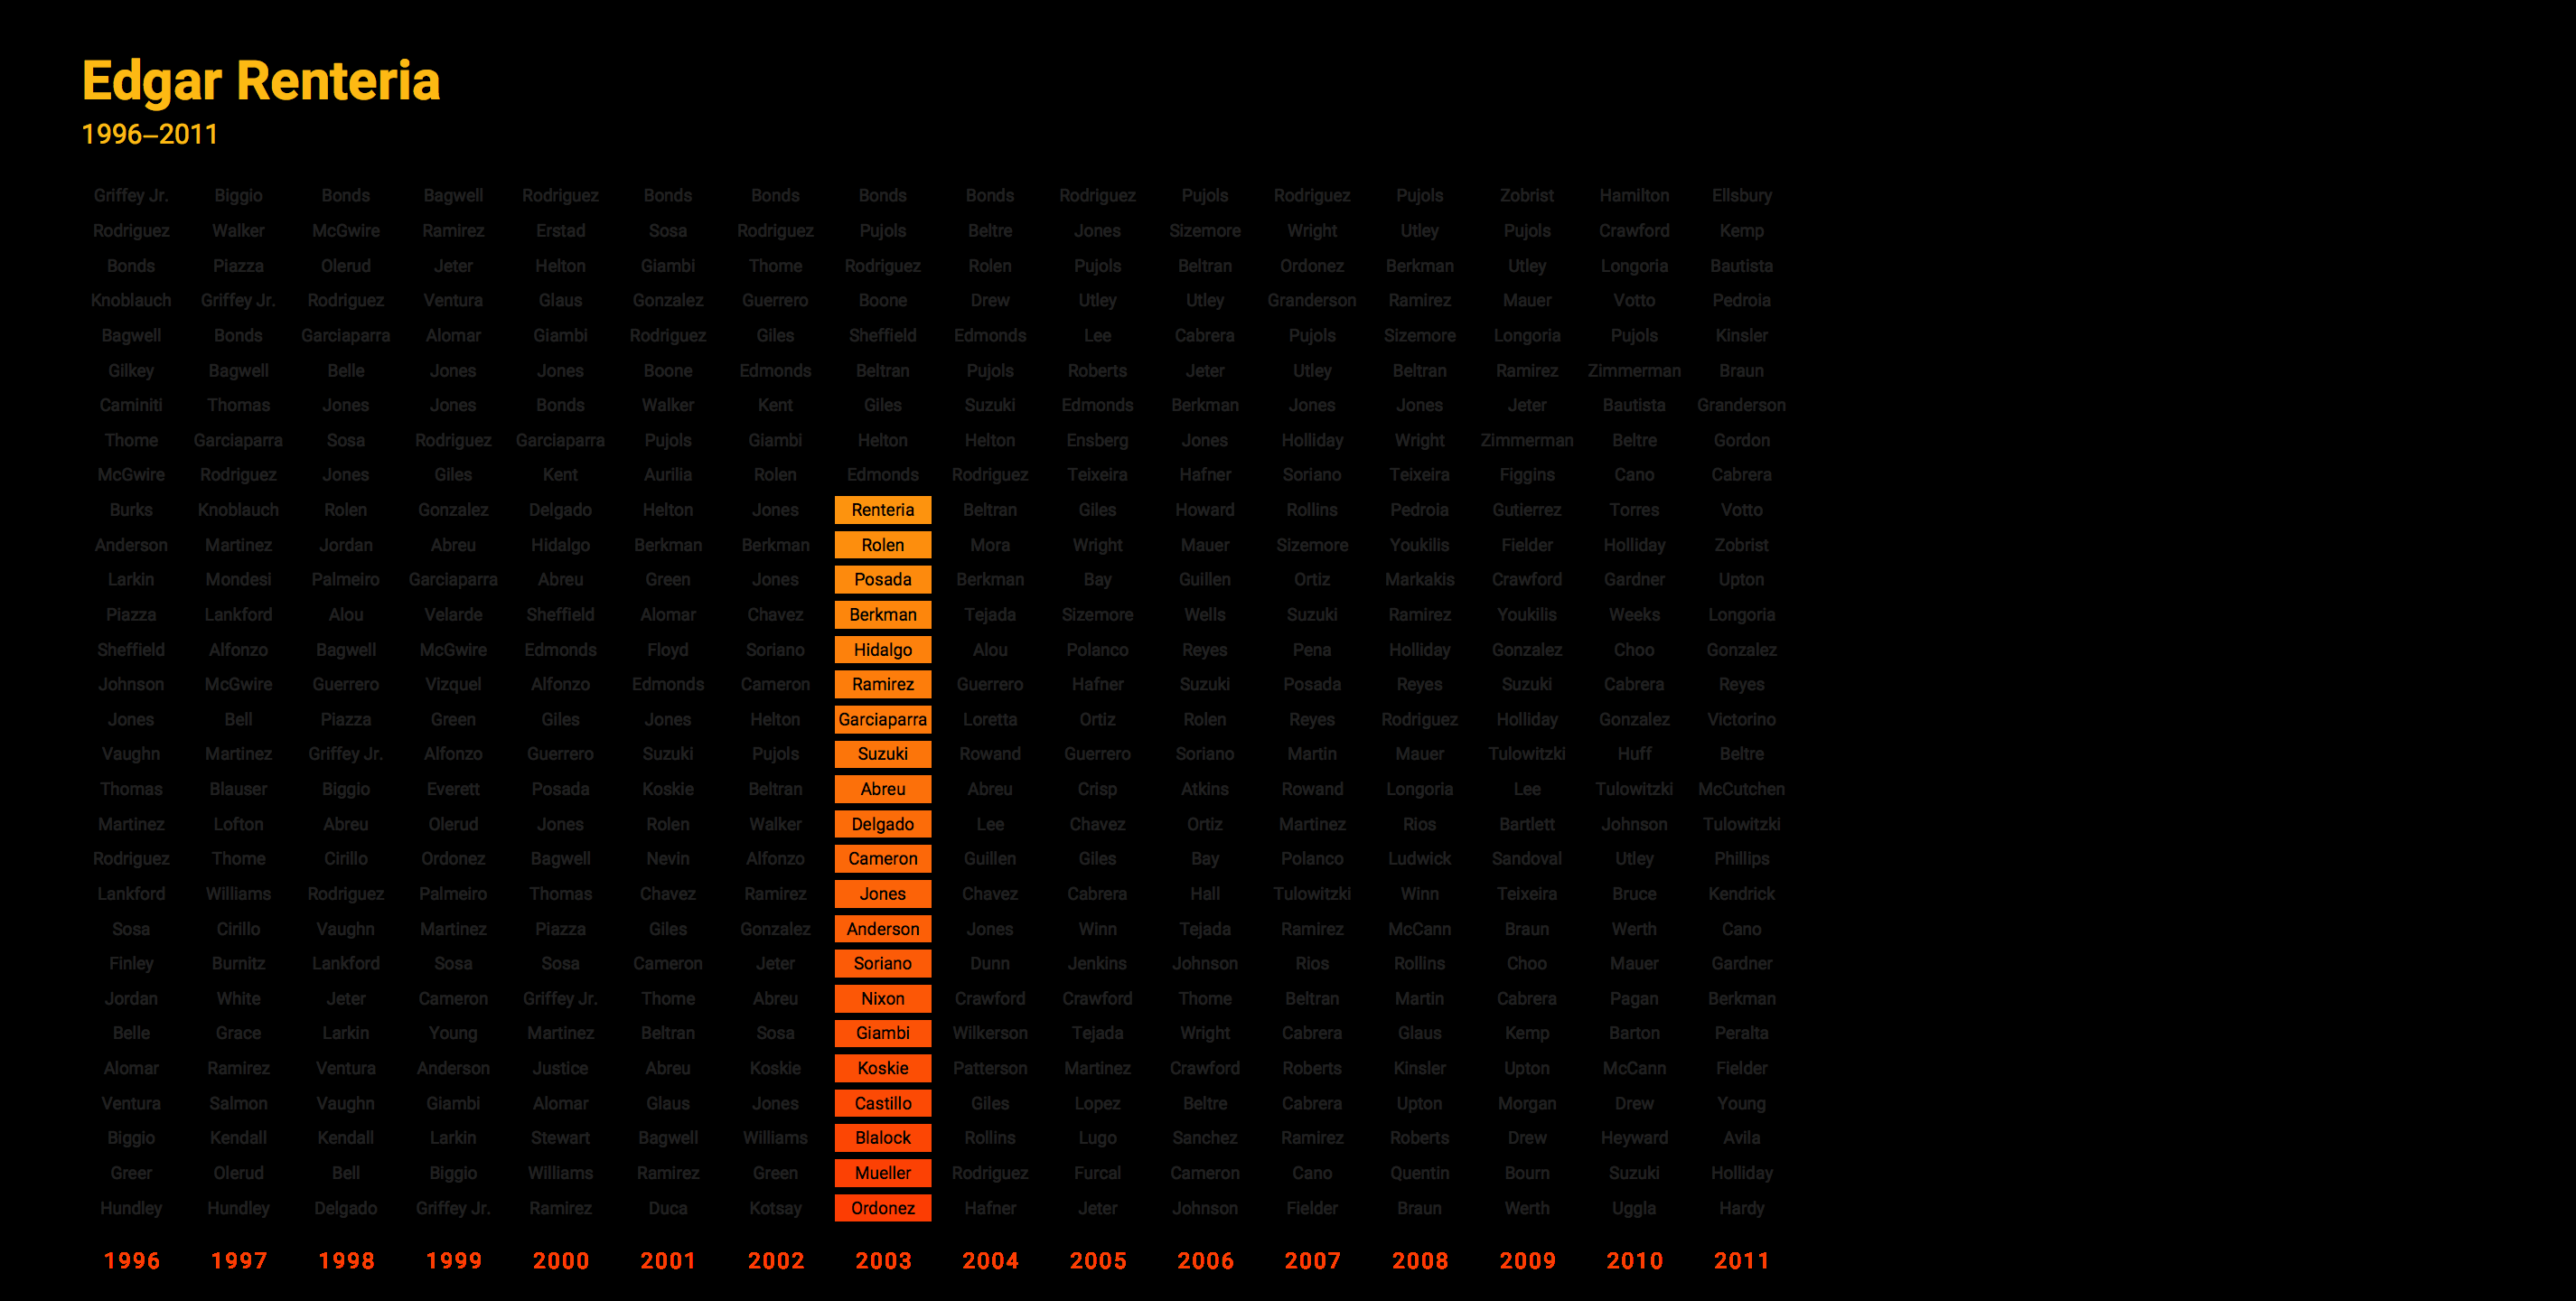 Edgar Renteria
1996–2011
Griffey Jr. Biggio Bonds Bagwell Rodriguez Bonds Bonds Bonds Bonds Rodriguez Pujols Rodriguez Pujols Zobrist Hamilton Ellsbury
Rodriguez Walker McGwire Ramirez Erstad Sosa Rodriguez Pujols Beltre Jones Sizemore Wright Utley Pujols Crawford Kemp
Bonds Piazza Olerud Jeter Helton Giambi Thome Rodriguez Rolen Pujols Beltran Ordonez Berkman Utley Longoria Bautista
Knoblauch Griffey Jr. Rodriguez Ventura Glaus Gonzalez Guerrero Boone Drew Utley Utley Granderson Ramirez Mauer Votto Pedroia
Bagwell Bonds Garciaparra Alomar Giambi Rodriguez Giles Sheffield Edmonds Lee Cabrera Pujols Sizemore Longoria Pujols Kinsler
Gilkey Bagwell Belle Jones Jones Boone Edmonds Beltran Pujols Roberts Jeter Utley Beltran Ramirez Zimmerman Braun
Caminiti Thomas Jones Jones Bonds Walker Kent Giles Suzuki Edmonds Berkman Jones Jones Jeter Bautista Granderson
Thome Garciaparra Sosa Rodriguez Garciaparra Pujols Giambi Helton Helton Ensberg Jones Holliday Wright Zimmerman Beltre Gordon
McGwire Rodriguez Jones Giles Kent Aurilia Rolen Edmonds Rodriguez Teixeira Hafner Soriano Teixeira Figgins Cano Cabrera
Burks Knoblauch Rolen Gonzalez Delgado Helton Jones Renteria Beltran Giles Howard Rollins Pedroia Gutierrez Torres Votto
Anderson Martinez Jordan Abreu Hidalgo Berkman Berkman Rolen Mora Wright Mauer Sizemore Youkilis Fielder Holliday Zobrist
Larkin Mondesi Palmeiro Garciaparra Abreu Green Jones Posada Berkman Bay Guillen Ortiz Markakis Crawford Gardner Upton
Piazza Lankford Alou Velarde Sheffield Alomar Chavez Berkman Tejada Sizemore Wells Suzuki Ramirez Youkilis Weeks Longoria
Sheffield Alfonzo Bagwell McGwire Edmonds Floyd Soriano Hidalgo Alou Polanco Reyes Pena Holliday Gonzalez Choo Gonzalez
Johnson McGwire Guerrero Vizquel Alfonzo Edmonds Cameron Ramirez Guerrero Hafner Suzuki Posada Reyes Suzuki Cabrera Reyes
Jones Bell Piazza Green Giles Jones Helton Garciaparra Loretta Ortiz Rolen Reyes Rodriguez Holliday Gonzalez Victorino
Vaughn Martinez Griffey Jr. Alfonzo Guerrero Suzuki Pujols Suzuki Rowand Guerrero Soriano Martin Mauer Tulowitzki Huff Beltre
Thomas Blauser Biggio Everett Posada Koskie Beltran Abreu Abreu Crisp Atkins Rowand Longoria Lee Tulowitzki McCutchen
Martinez Lofton Abreu Olerud Jones Rolen Walker Delgado Lee Chavez Ortiz Martinez Rios Bartlett Johnson Tulowitzki
Rodriguez Thome Cirillo Ordonez Bagwell Nevin Alfonzo Cameron Guillen Giles Bay Polanco Ludwick Sandoval Utley Phillips
Lankford Williams Rodriguez Palmeiro Thomas Chavez Ramirez Jones Chavez Cabrera Hall Tulowitzki Winn Teixeira Bruce Kendrick
Sosa Cirillo Vaughn Martinez Piazza Giles Gonzalez Anderson Jones Winn Tejada Ramirez McCann Braun Werth Cano
Finley Burnitz Lankford Sosa Sosa Cameron Jeter Soriano Dunn Jenkins Johnson Rios Rollins Choo Mauer Gardner
Jordan White Jeter Cameron Griffey Jr. Thome Abreu Nixon Crawford Crawford Thome Beltran Martin Cabrera Pagan Berkman
Belle Grace Larkin Young Martinez Beltran Sosa Giambi Wilkerson Tejada Wright Cabrera Glaus Kemp Barton Peralta
Alomar Ramirez Ventura Anderson Justice Abreu Koskie Koskie Patterson Martinez Crawford Roberts Kinsler Upton McCann Fielder
Ventura Salmon Vaughn Giambi Alomar Glaus Jones Castillo Giles Lopez Beltre Cabrera Upton Morgan Drew Young
Biggio Kendall Kendall Larkin Stewart Bagwell Williams Blalock Rollins Lugo Sanchez Ramirez Roberts Drew Heyward Avila
Greer Olerud Bell Biggio Williams Ramirez Green Mueller Rodriguez Furcal Cameron Cano Quentin Bourn Suzuki Holliday
Hundley Hundley Delgado Griffey Jr. Ramirez Duca Kotsay Ordonez Hafner Jeter Johnson Fielder Braun Werth Uggla Hardy
1996 1997 1998 1999 2000 2001 2002 2003 2004 2005 2006 2007 2008 2009 2010 2011